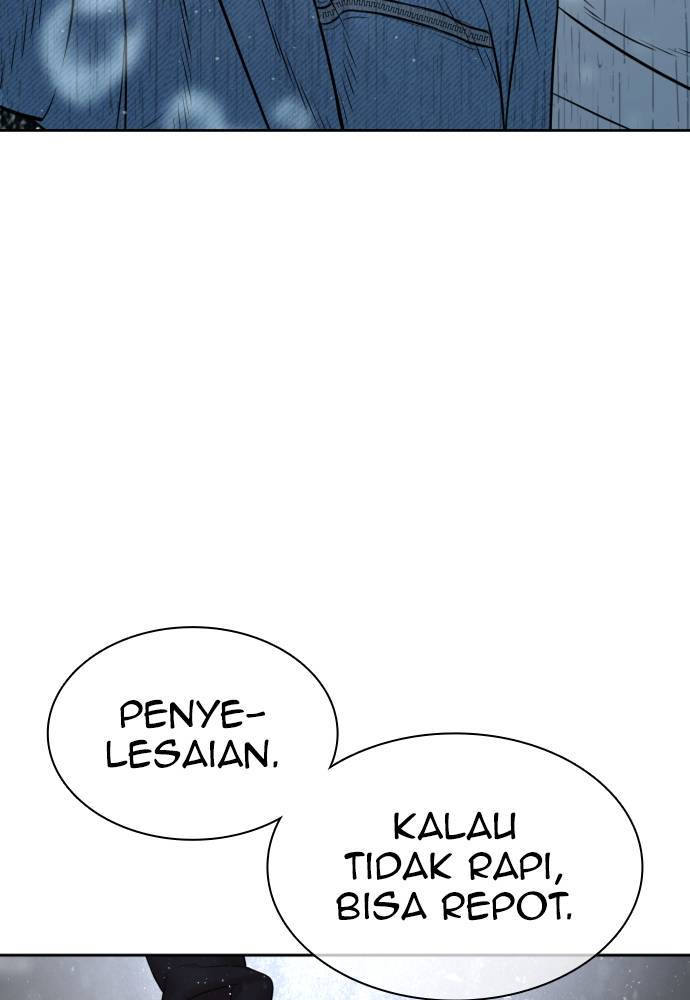 PENYE-
LESAIAN.
KALAU
TIDAK RAPI,
BISA REPOT.